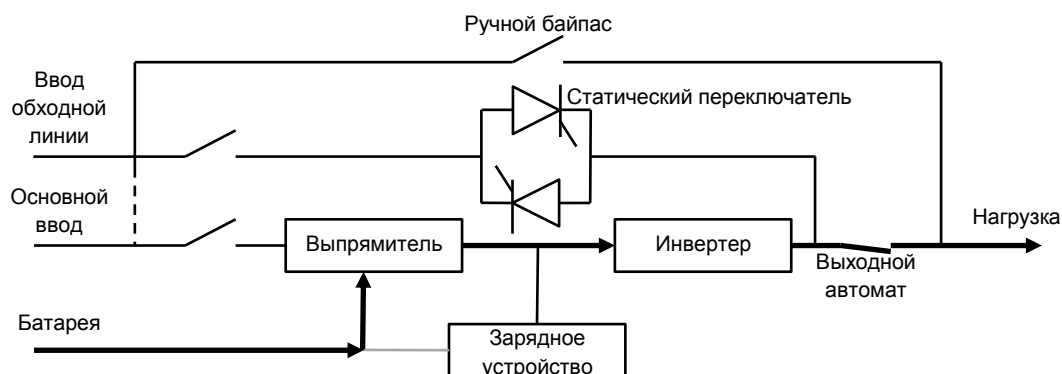 Ручной байпас
Ввод
обходной
линии
Статический переключатель
Основной
ввод
Выпрямитель
Инвертер
Нагрузка
Выходной
автомат
Батарея
Зарядное
устройство